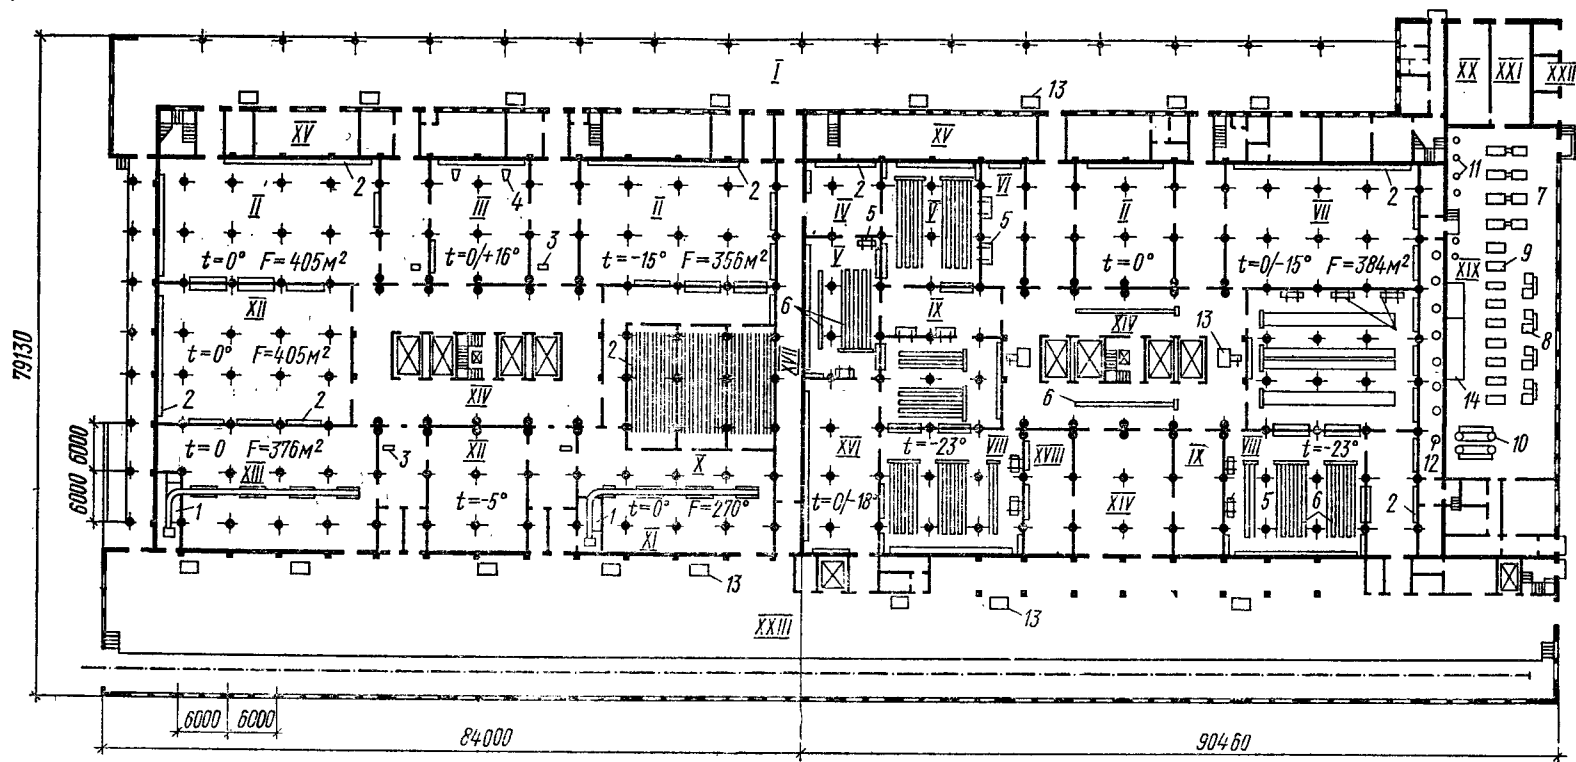 I
XX
XXI
XXII
XV
XV
13
2
2
2
2
11
7
II
III
4
II
IV
5
V
VI
5
II
VII
3
V
t=0° F=405м²
t=0/+16°
t=-15° F=356м²
t=0°
t=0/-15° F=384м²
XIX
9
XII
6
IX
XIV
13
8
t=0° F=405м²
2
XVII
2
2
XIV
6
14
t=0 F=376м²
XIII
3
XII
X
XVI
t=-23°
VIII
XVIII
IX
VIII
t=-23°
12
10
1
t=-5°
1
t=0° F=270°
XI
t=0/-18°
XIV
5
6
2
13
13
XXIII
79130
6000
6000
6000
6000
84000
90460